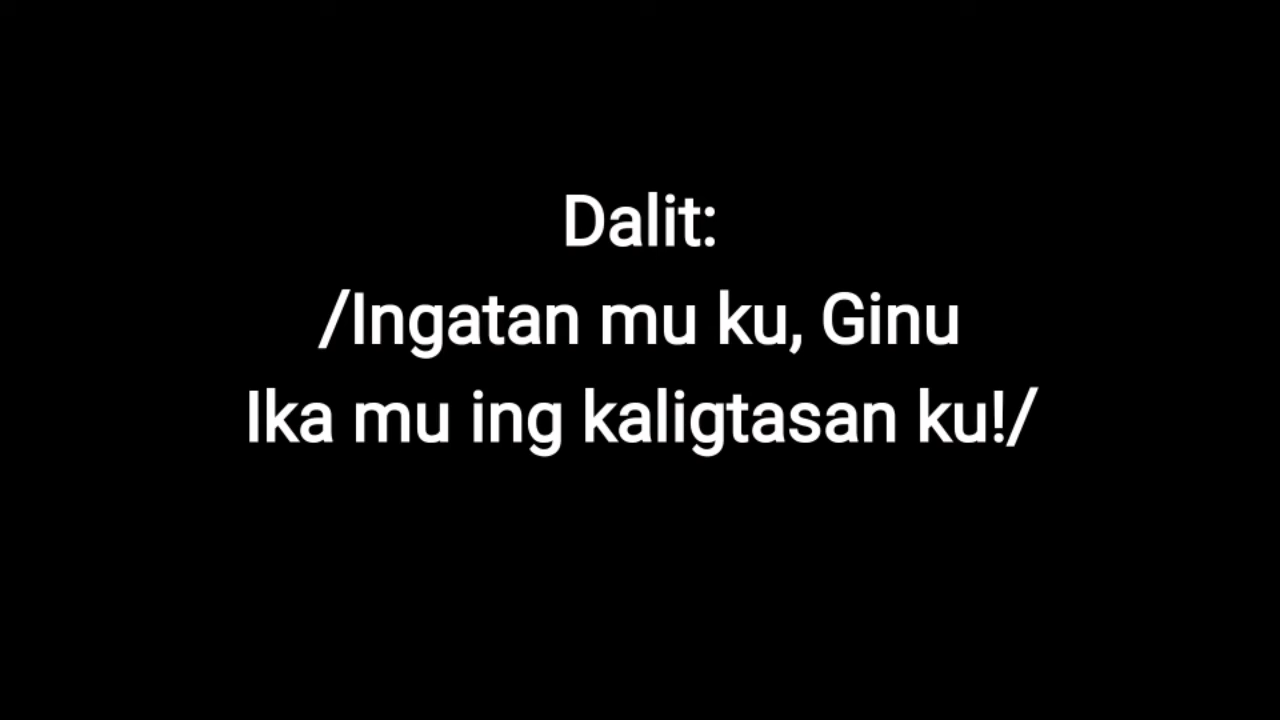 Dalit:
/Ingatan mu ku, Ginu
Ika mu ing kaligtasan ku!/